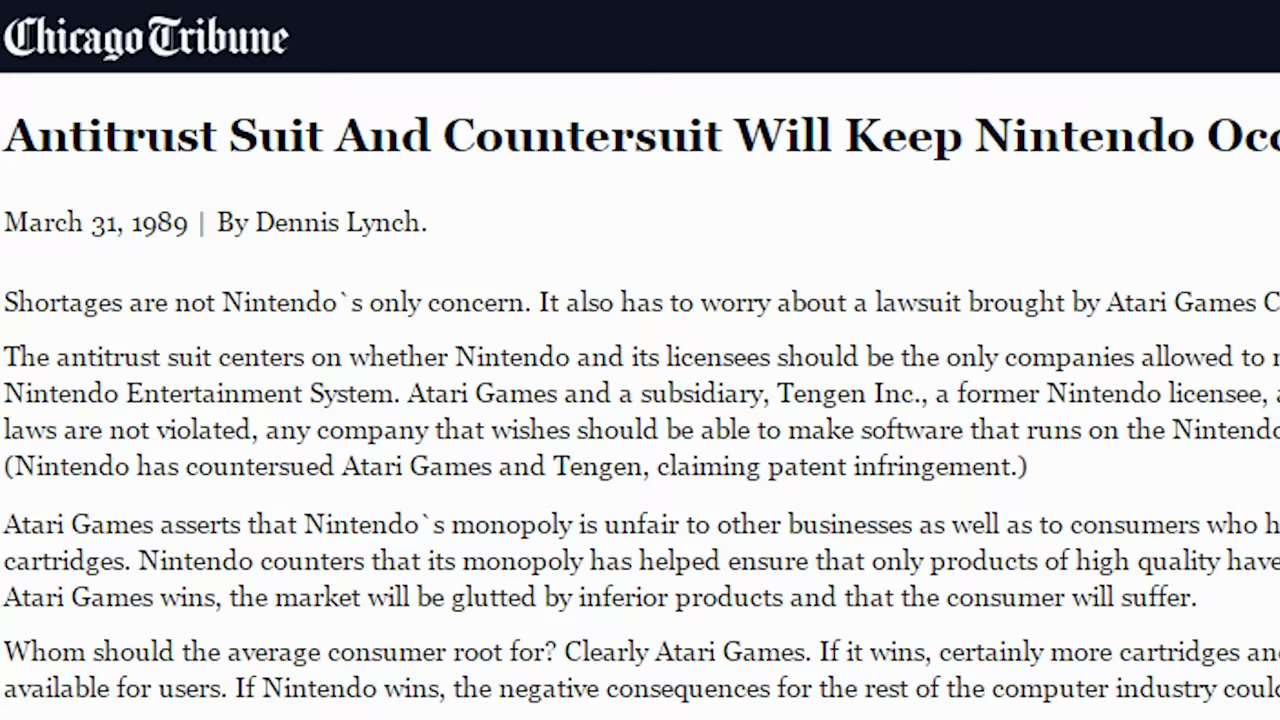 Chicago Tribune
Antitrust Suit And Countersuit Will Keep Nintendo
March 31, 1989 | By Dennis Lynch.
Shortages are not Nintendo`s only concern. It also has to worry about a lawsuit brought by Atari Games
The antitrust suit centers on whether Nintendo and its licensees should be the only companies allowed to
Nintendo Entertainment System. Atari Games and a subsidiary, Tengen Inc., a former Nintendo licensee,
laws are not violated, any company that wishes should be able to make software that runs on the Nintendo
(Nintendo has countersued Atari Games and Tengen, claiming patent infringement.)
Atari Games asserts that Nintendo`s monopoly is unfair to other businesses as well as to consumers who
cartridges. Nintendo counters that its monopoly has helped ensure that only products of high quality have
Atari Games wins, the market will be glutted by inferior products and that the consumer will suffer.
Whom should the average consumer root for? Clearly Atari Games. If it wins, certainly more cartridges
available for users. If Nintendo wins, the negative consequences for the rest of the computer industry